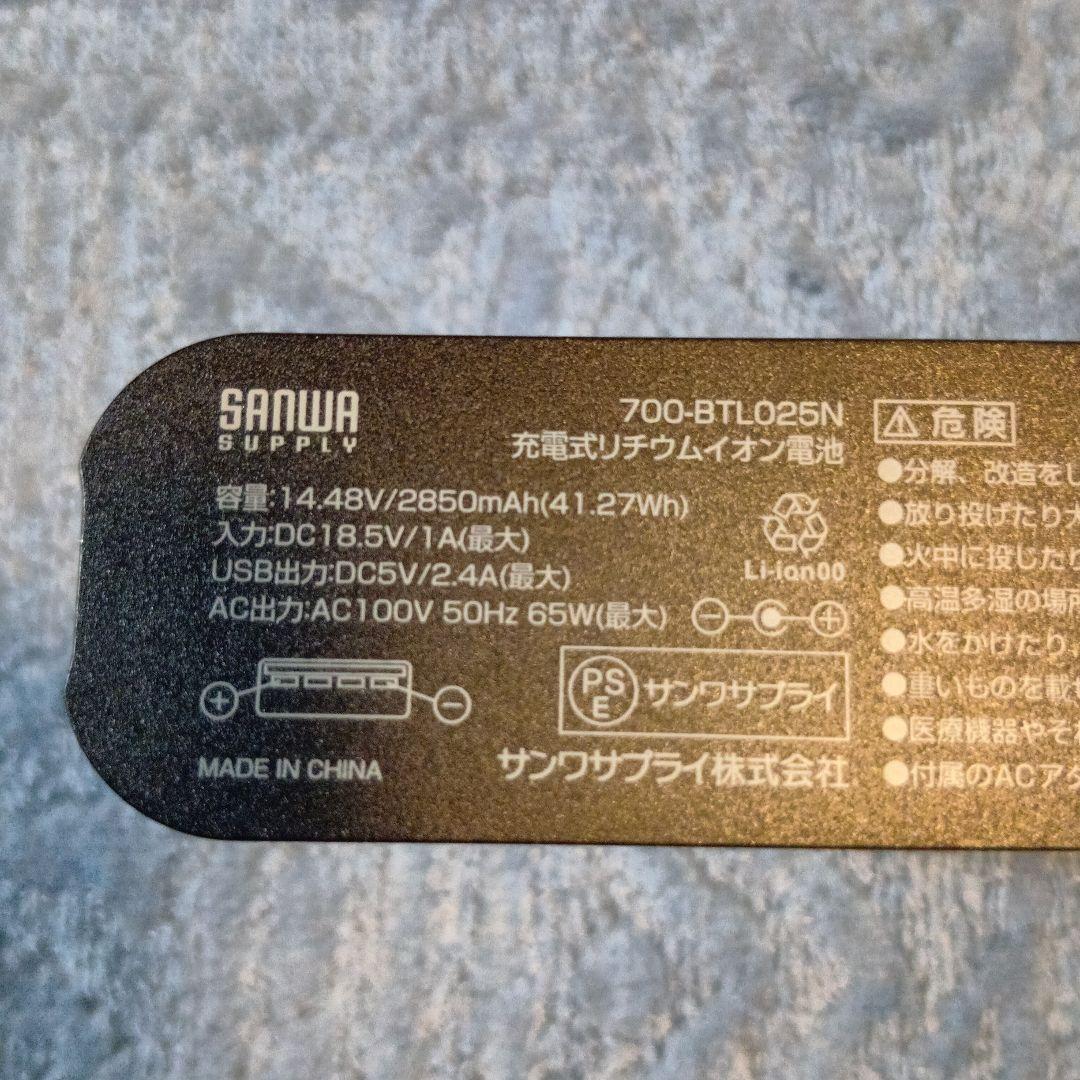 SANWA
SUPPLY
700-BTL025N
充電式リチウムイオン電池
容量:14.48V/2850mAh(41.27Wh)
入力:DC18.5V/1A(最大)
USB出力:DC5V/2.4A(最大)
AC出力:AC100V 50Hz 65W(最大)
Li-ion00
PSE サンワサプライ
MADE IN CHINA
サンワサプライ株式会社
危険
●分解、改造をし
●放り投げたり
●火中に投じたり
●高温多湿の場所
●水をかけたり
●重いものを載せ
●医療機器やそれ
●付属のACアダ